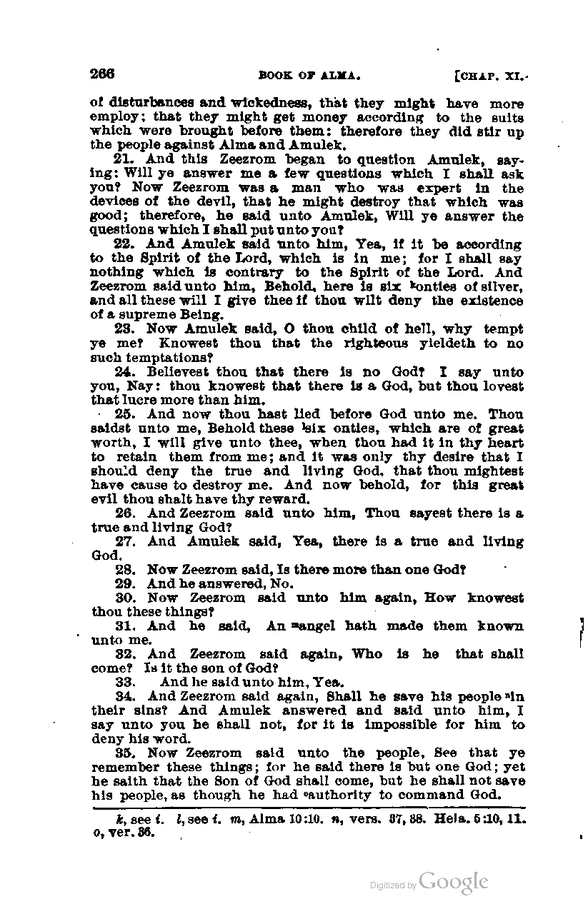 266 BOOK OF ALMA. [CHAP. XI.
of disturbances and wickedness, that they might have more
employ; that they might get money according to the suits
which were brought before them: therefore they did stir up
the people against Alma and Amulek.
21. And this Zeezrom began to question Amulek, say-
ing: Will ye answer me a few questions which I shall ask
you? Now Zeezrom was a man who was expert in the
devices of the devil, that he might destroy that which was
good; therefore, he said unto Amulek, Will ye answer the
questions which I shall put unto you?
22. And Amulek said unto him, Yea, if it be according
to the Spirit of the Lord, which is in me; for I shall say
nothing which is contrary to the Spirit of the Lord. And
Zeezrom said unto him, Behold, here is six konties of silver,
and all these will I give thee if thou wilt deny the existence
of a supreme Being.
23. Now Amulek said, O thou child of hell, why tempt
ye me? Knowest thou that the righteous yieldeth to no
such temptations?
24. Believest thou that there is no God? I say unto
you, Nay: thou knowest that there is a God, but thou lovest
that lucre more than him.
25. And now thou hast lied before God unto me. Thou
saidst unto me, Behold these lsix onties, which are of great
worth, I will give unto thee, when thou had it in thy heart
to retain them from me; and it was only thy desire that I
should deny the true and living God, that thou mightest
have cause to destroy me. And now behold, for this great
evil thou shalt have thy reward.
26. And Zeezrom said unto him, Thou sayest there is a
true and living God?
27. And Amulek said, Yea, there is a true and living
God.
28. Now Zeezrom said, Is there more than one God?
29. And he answered, No.
30. Now Zeezrom said unto him again, How knowest
thou these things?
31. And he said, An mangel hath made them known
unto me.
32. And Zeezrom said again, Who is he that shall
come? Is it the son of God?
33. And he said unto him, Yea.
34. And Zeezrom said again, Shall he save his people nin
their sins? And Amulek answered and said unto him, I
say unto you he shall not, for it is impossible for him to
deny his word.
35. Now Zeezrom said unto the people, See that ye
remember these things; for he said there is but one God; yet
he saith that the Son of God shall come, but he shall not save
his people, as though he had oauthority to command God.
k, see i. l, see i. m, Alma 10:10. n, vers. 37, 38. Hela. 5:10, 11.
o, ver. 36.
Digitized by Google